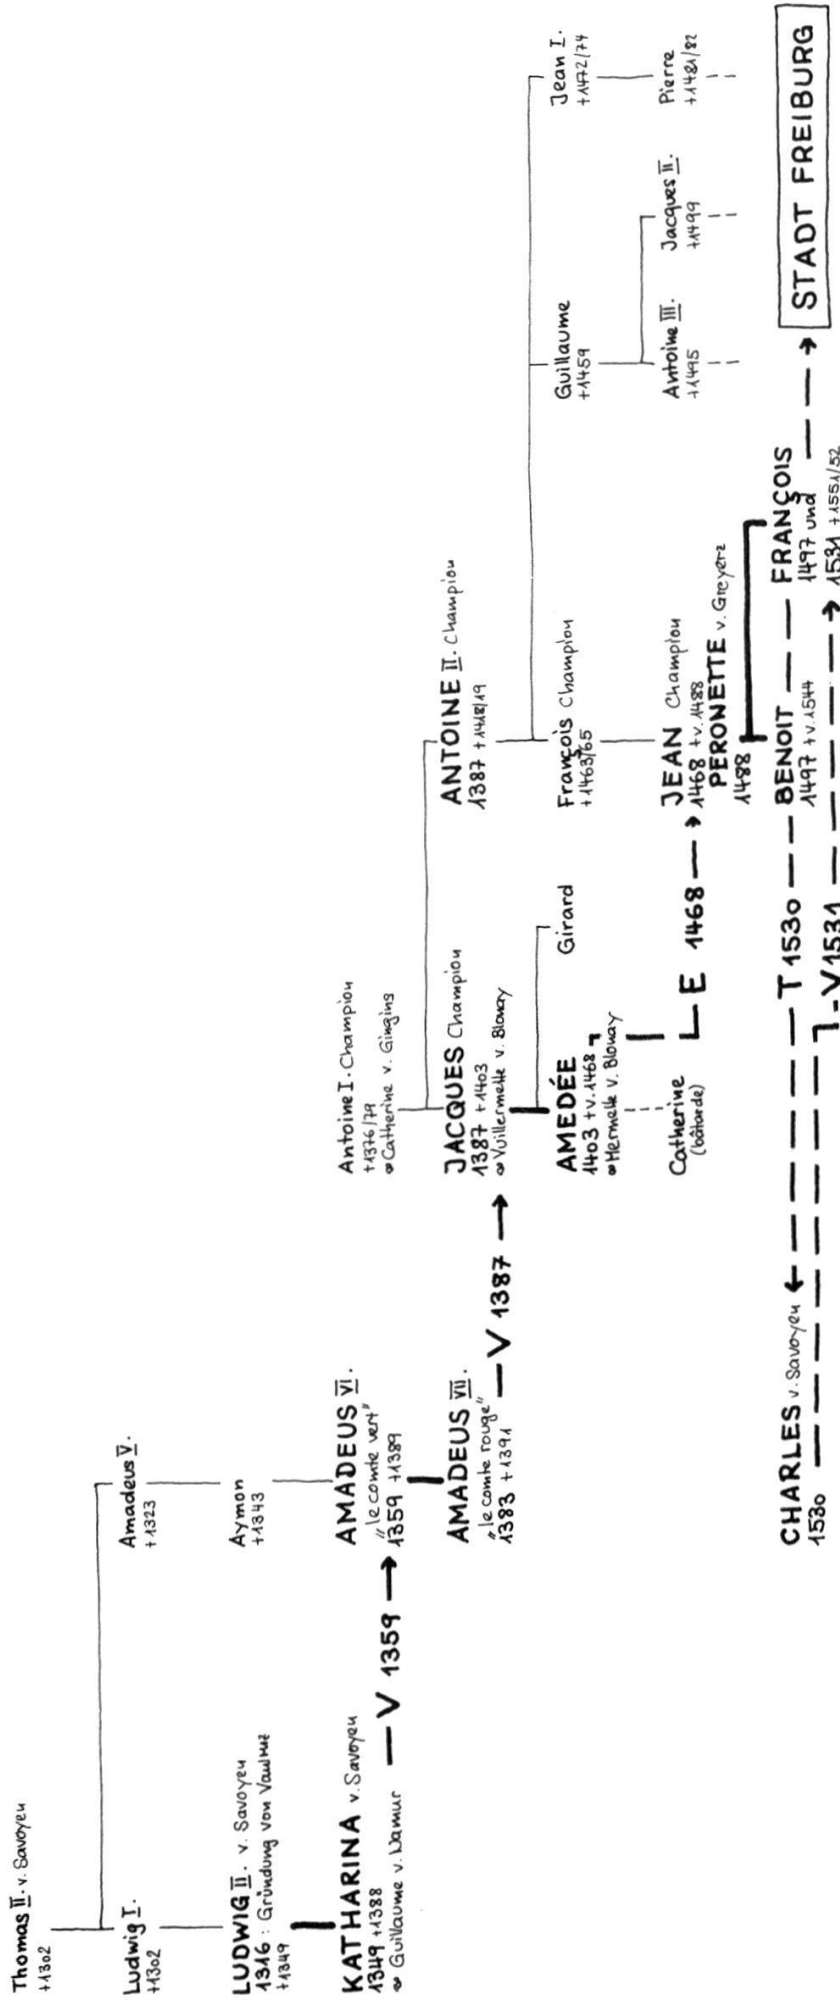 Thomas II. v. Savoyen
+1302
Ludwig I.
+1302
Amadeus V.
+1323
LUDWIG II. v. Savoyen
1316 : Gründung von Vaulruz
+1349
Aymon
+1343
KATHARINA v. Savoyen
1349 +1388
⚭ Guillaume v. Namur
V 1359
AMADEUS VI.
"le comte vert"
1359 +1389
Antoine I. Champion
+1376/79
⚭ Catherine v. Gingins
AMADEUS VII.
"le comte rouge"
1383 +1391
V 1387
JACQUES Champion
1387 +1403
⚭ Vuillermette v. Blonay
ANTOINE II. Champion
1387 +1418/19
AMEDÉE
1403 +v.1468
⚭ Hermette v. Blonay
Girard
François Champion
+1463/65
Guillaume
+1459
Jean I.
+1472/74
Catherine
(bâtarde)
LE 1468
JEAN Champion
1468 +v.1488
PERONETTE v. Greyerz
1488
Antoine III.
+1495
Jacques II.
+1499
Pierre
+1481/82
CHARLES v. Savoyen
1530
T 1530
BENOIT
1497 +v.1544
FRANÇOIS
1497 und
1531 +1551/52
STADT FREIBURG
V 1531